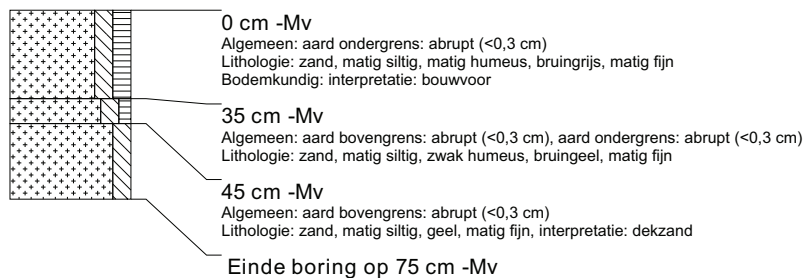 0 cm -Mv
Algemeen: aard ondergrens: abrupt (<0,3 cm)
Lithologie: zand, matig siltig, matig humeus, bruingrijs, matig fijn
Bodemkundig: interpretatie: bouwvoor
35 cm -Mv
Algemeen: aard bovengrens: abrupt (<0,3 cm), aard ondergrens: abrupt (<0,3 cm)
Lithologie: zand, matig siltig, zwak humeus, bruingeel, matig fijn
45 cm -Mv
Algemeen: aard bovengrens: abrupt (<0,3 cm)
Lithologie: zand, matig siltig, geel, matig fijn, interpretatie: dekzand
Einde boring op 75 cm -Mv